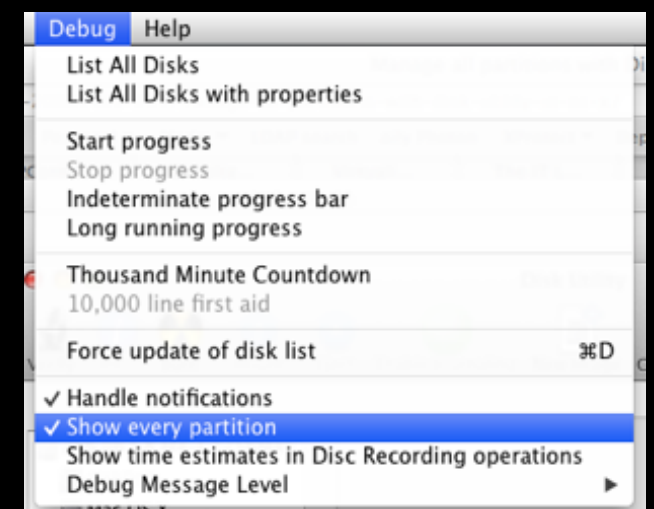 Debug Help
List All Disks
List All Disks with properties
Start progress
Stop progress
Indeterminate progress bar
Long running progress
Thousand Minute Countdown
10,000 line first aid
Force update of disk list ⌘D
✓ Handle notifications
✓ Show every partition
Show time estimates in Disc Recording operations
Debug Message Level ▶